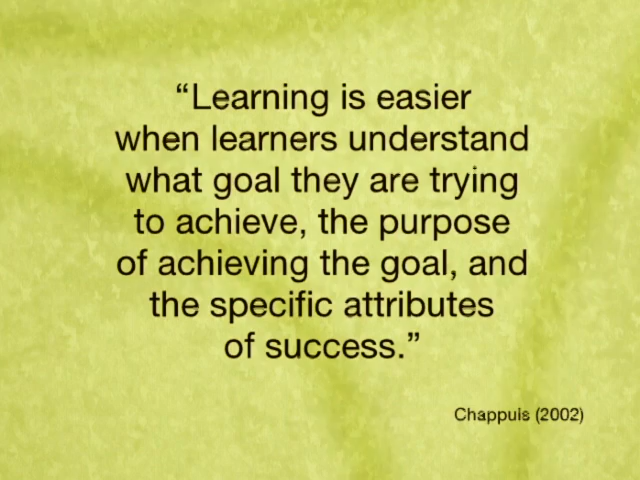 “Learning is easier
when learners understand
what goal they are trying
to achieve, the purpose
of achieving the goal, and
the specific attributes
of success.”
Chappuis (2002)